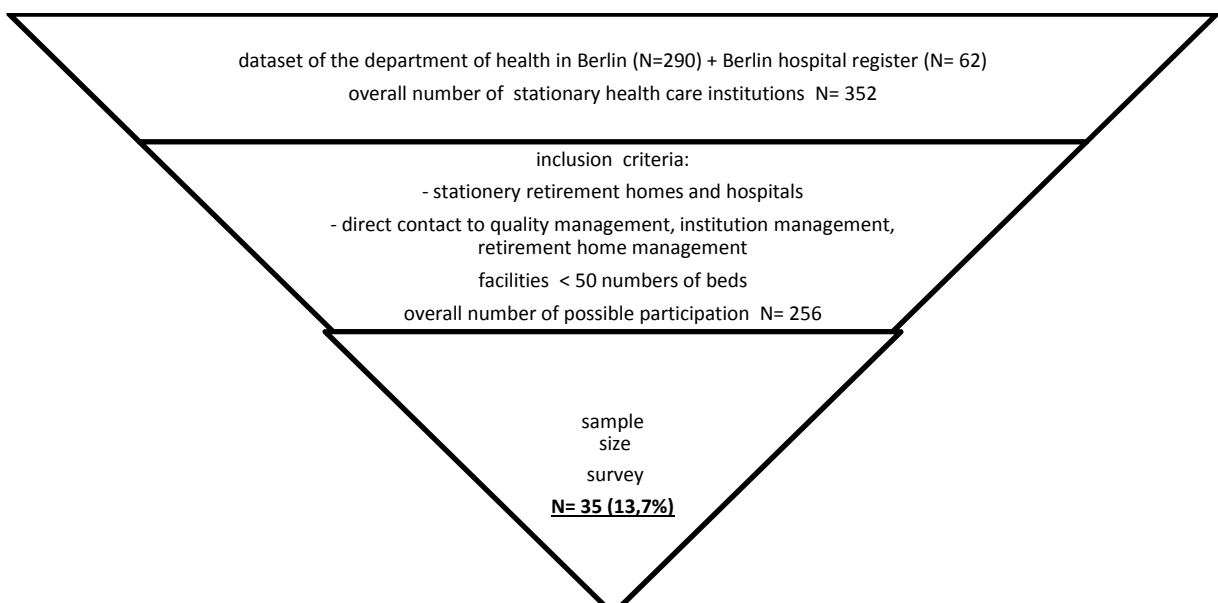 dataset of the department of health in Berlin (N=290) + Berlin hospital register (N= 62)
overall number of stationary health care institutions N= 352
inclusion criteria:
- stationery retirement homes and hospitals
- direct contact to quality management, institution management,
retirement home management
facilities < 50 numbers of beds
overall number of possible participation N= 256
sample
size
survey
N= 35 (13,7%)